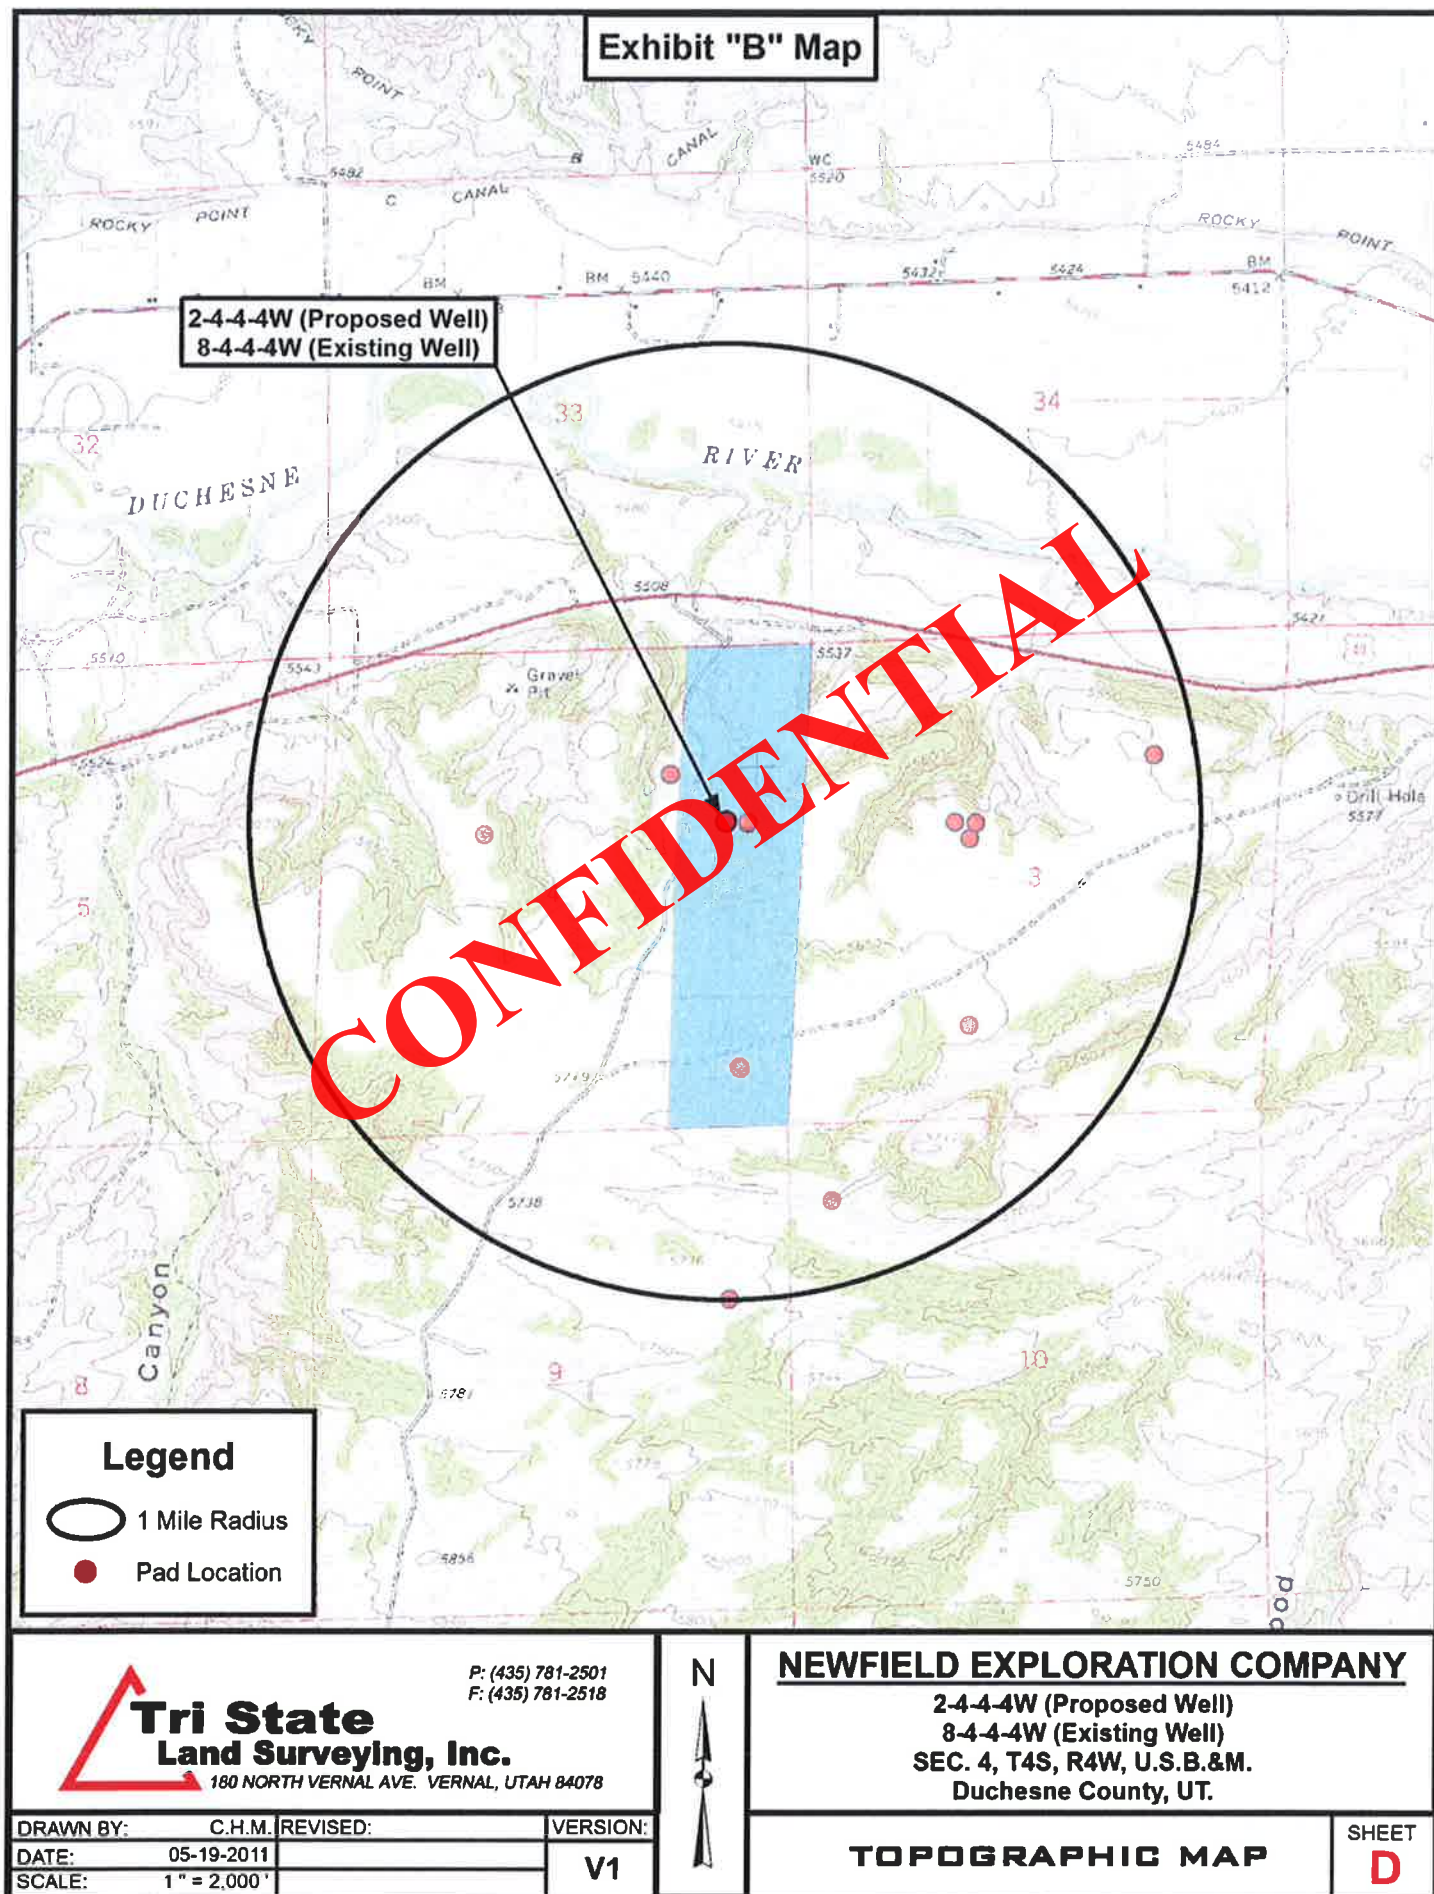 Exhibit "B" Map
ROCKY
POINT
CANAL
B
5482
WC
5520
5484
C
CANAL
ROCKY
POINT
ROCKY
POINT
BM
BM
5440
5432
5424
BM
5412
2-4-4-4W (Proposed Well)
8-4-4-4W (Existing Well)
32
33
34
DUCHESNE
RIVER
5508
5510
5543
5537
5421
Gravel
Pit
CONFIDENTIAL
Drill Hole
5577
5
3
5738
Canyon
8
9
10
5781
5856
5750
ood
Legend
1 Mile Radius
Pad Location
P: (435) 781-2501
F: (435) 781-2518
Tri State
Land Surveying, Inc.
180 NORTH VERNAL AVE. VERNAL, UTAH 84078
N
NEWFIELD EXPLORATION COMPANY
2-4-4-4W (Proposed Well)
8-4-4-4W (Existing Well)
SEC. 4, T4S, R4W, U.S.B.&M.
Duchesne County, UT.
DRAWN BY: C.H.M. REVISED: VERSION:
DATE: 05-19-2011
V1
SCALE: 1 " = 2,000 '
TOPOGRAPHIC MAP
SHEET
D